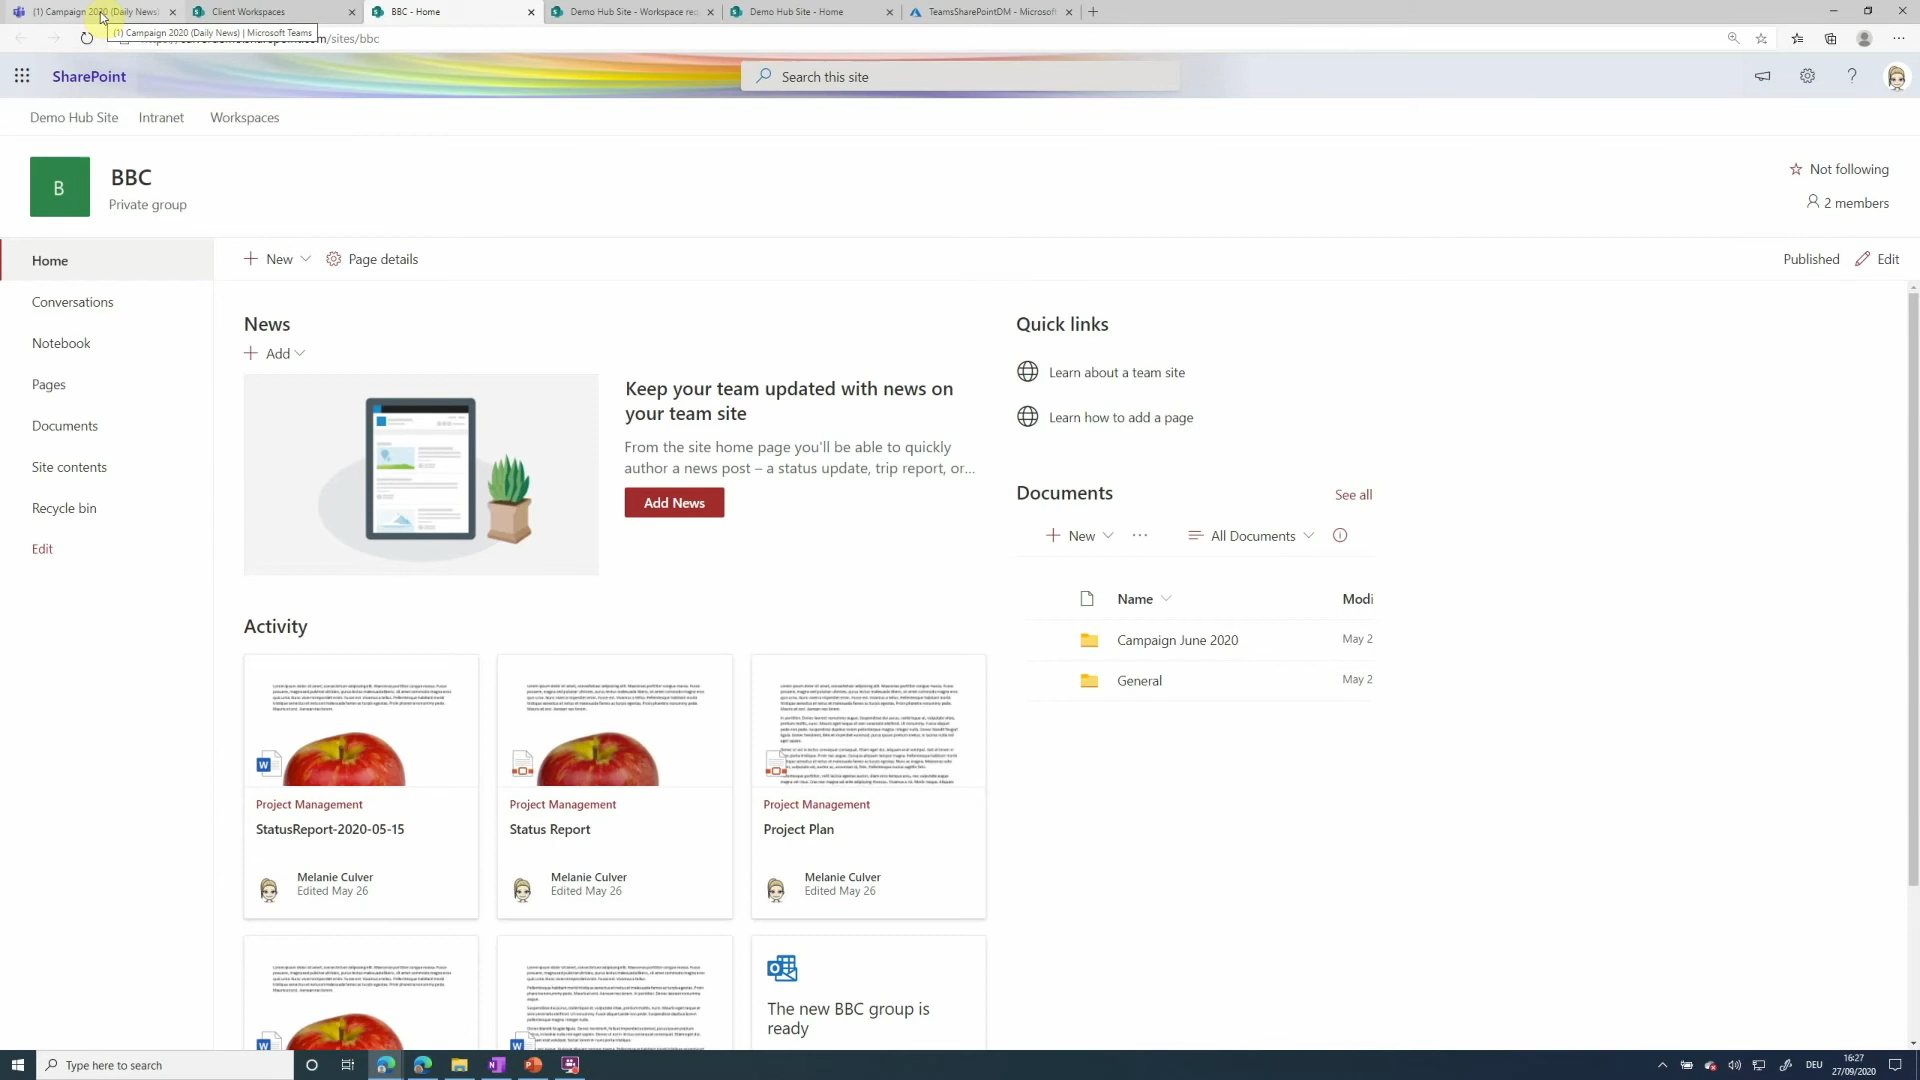 (1) Campaign 2020 (Daily News)
Client Workspaces
BBC - Home
Demo Hub Site - Workspace req
Demo Hub Site - Home
TeamsSharePointDM - Microsoft
(1) Campaign 2020 (Daily News) | Microsoft Teams
/sites/bbc
SharePoint
Search this site
Demo Hub Site
Intranet
Workspaces
B
BBC
Private group
Not following
2 members
Home
Conversations
Notebook
Pages
Documents
Site contents
Recycle bin
Edit
New
Page details
Published
Edit
News
Add
Keep your team updated with news on
your team site
From the site home page you'll be able to quickly
author a news post – a status update, trip report, or...
Add News
Quick links
Learn about a team site
Learn how to add a page
Documents
See all
New
All Documents
Name
Modi
Campaign June 2020
May 2
General
May 2
Activity
Project Management
StatusReport-2020-05-15
Melanie Culver
Edited May 26
Project Management
Status Report
Melanie Culver
Edited May 26
Project Management
Project Plan
Melanie Culver
Edited May 26
The new BBC group is
ready
Type here to search
DEU
16:27
27/09/2020